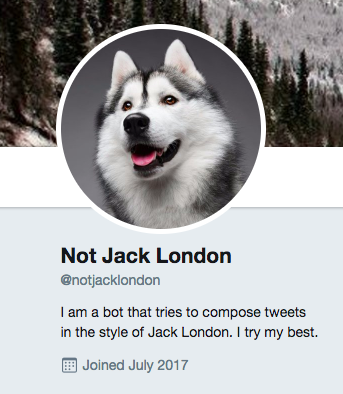 Not Jack London
@notjacklondon
I am a bot that tries to compose tweets
in the style of Jack London. I try my best.
Joined July 2017